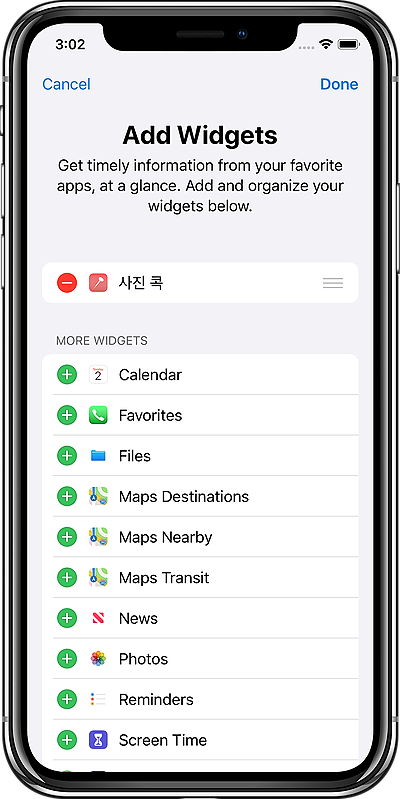 3:02
Cancel
Done
Add Widgets
Get timely information from your favorite
apps, at a glance. Add and organize your
widgets below.
사진 콕
MORE WIDGETS
2
Calendar
Favorites
Files
Maps Destinations
Maps Nearby
Maps Transit
News
Photos
Reminders
Screen Time